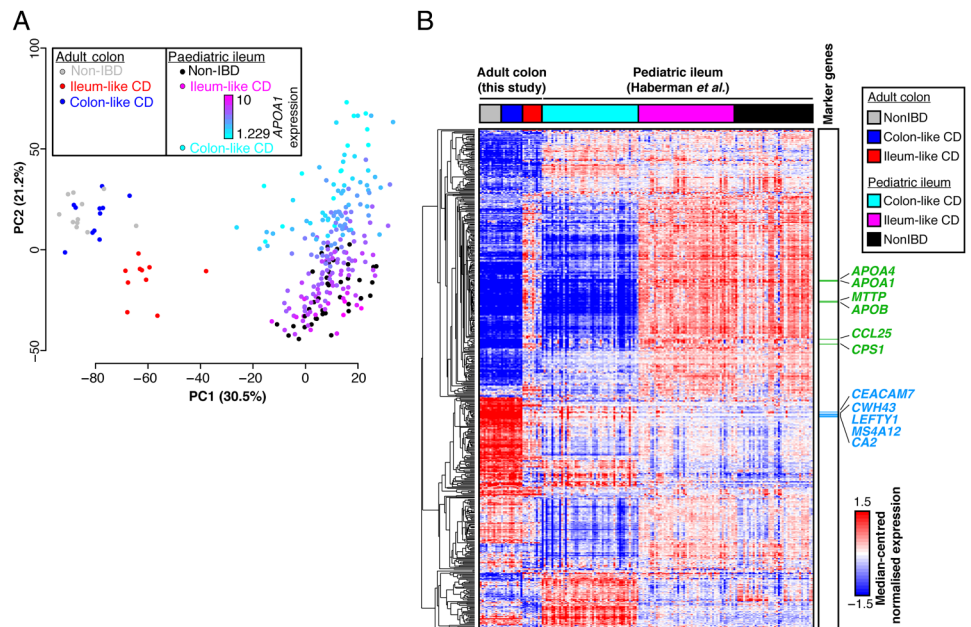 A
100
50
0
−50
PC2 (21.2%)
Adult colon
Non-IBD
Ileum-like CD
Colon-like CD
Paediatric ileum
Non-IBD
Ileum-like CD
10
1.229
APOA1
expression
Colon-like CD
−80
−60
−40
−20
0
20
PC1 (30.5%)
B
Adult colon
(this study)
Pediatric ileum
(Haberman et al.)
Marker genes
Adult colon
NonIBD
Colon-like CD
Ileum-like CD
Pediatric ileum
Colon-like CD
Ileum-like CD
NonIBD
APOA4
APOA1
MTTP
APOB
CCL25
CPS1
CEACAM7
CWH43
LEFTY1
MS4A12
CA2
1.5
−1.5
Median-centred
normalised expression